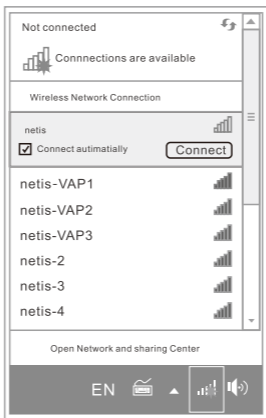 Not connected
Connnections are available
Wireless Network Connection
netis
Connect autimatially
Connect
netis-VAP1
netis-VAP2
netis-VAP3
netis-2
netis-3
netis-4
Open Network and sharing Center
EN